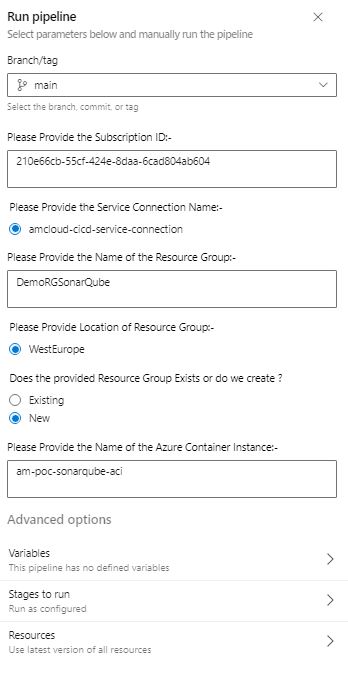 Run pipeline
Select parameters below and manually run the pipeline
Branch/tag
main
Select the branch, commit, or tag
Please Provide the Subscription ID:-
210e66cb-55cf-424e-8daa-6cad804ab604
Please Provide the Service Connection Name:-
amcloud-cicd-service-connection
Please Provide the Name of the Resource Group:-
DemoRGSonarQube
Please Provide Location of Resource Group:-
WestEurope
Does the provided Resource Group Exists or do we create ?
Existing
New
Please Provide the Name of the Azure Container Instance:-
am-poc-sonarqube-aci
Advanced options
Variables
This pipeline has no defined variables
Stages to run
Run as configured
Resources
Use latest version of all resources